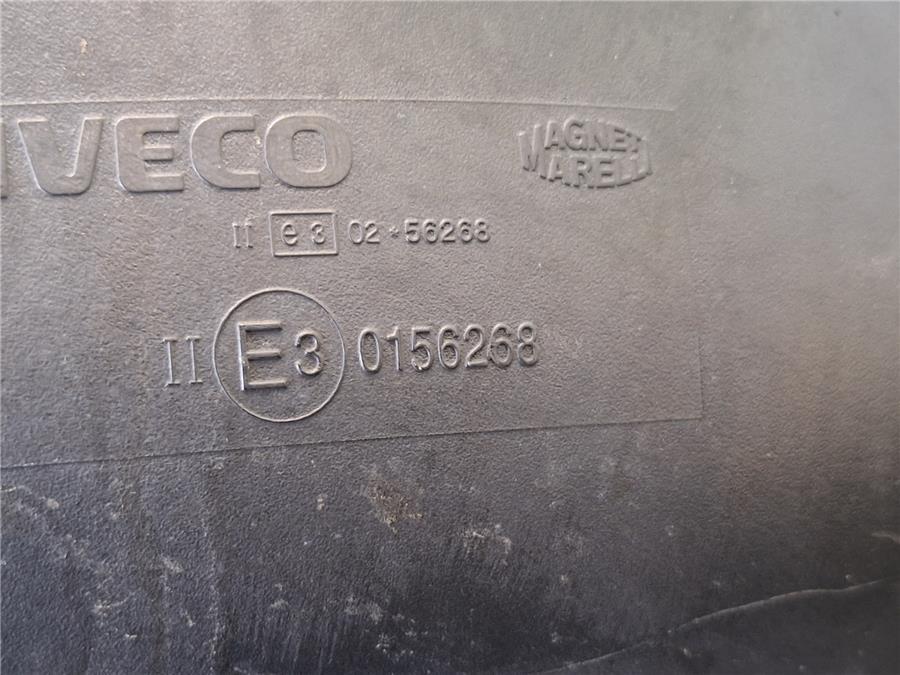 IVECO
MAGNETI
MARELLI
II e3 02*56268
II E3 0156268